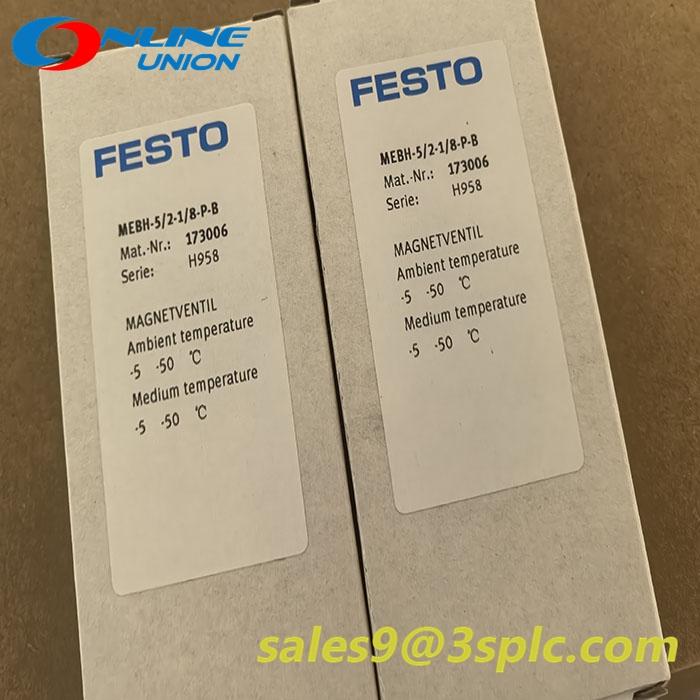 ONLINE
UNION
FESTO
MEBH-5/2-1/8-P-B
Mat.-Nr.: 173006
Serie: H958
MAGNETVENTIL
Ambient temperature
-5 -50 °C
Medium temperature
-5 -50 °C
FESTO
MEBH-5/2-1/8-P-B
Mat.-Nr.: 173006
Serie: H958
MAGNETVENTIL
Ambient temperature
-5 -50 °C
Medium temperature
-5 -50 °C
sales9@3splc.com